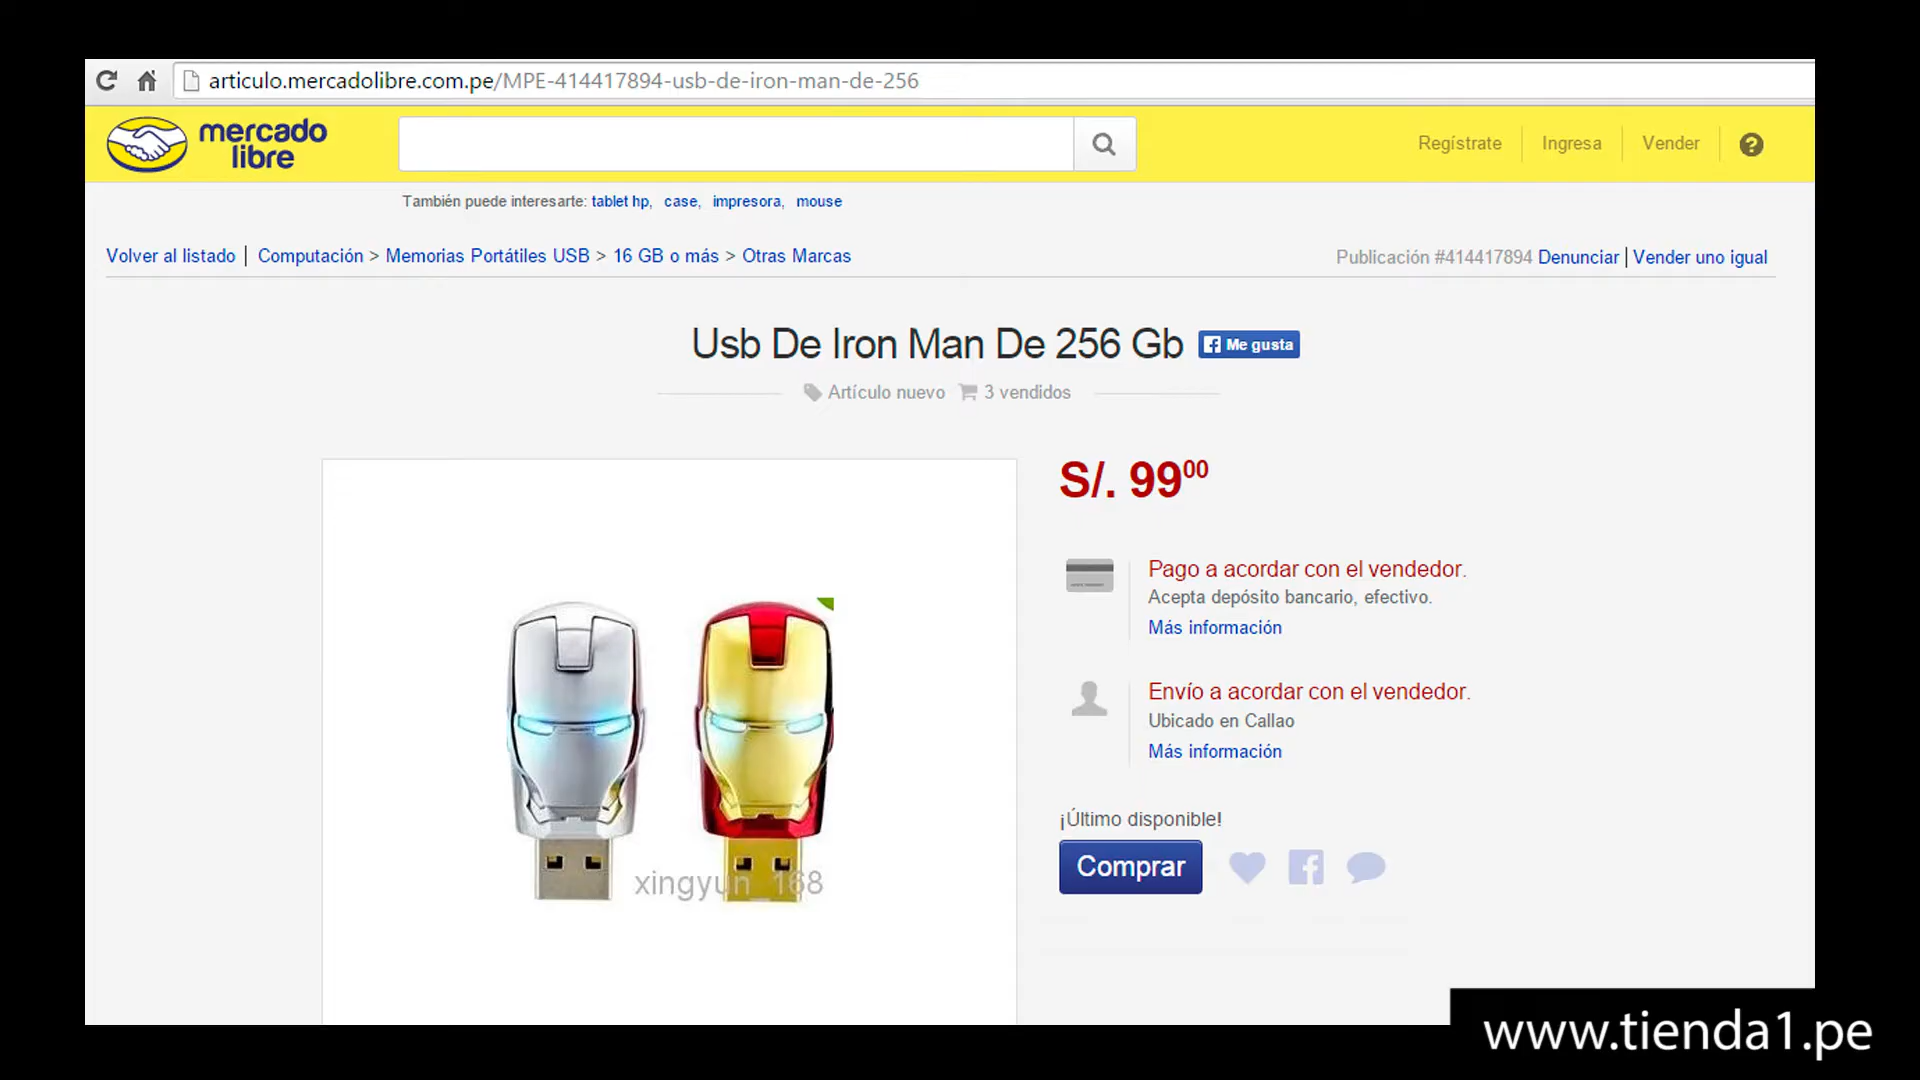 articulo.mercadolibre.com.pe/MPE-414417894-usb-de-iron-man-de-256
mercado
libre
Regístrate
Ingresa
Vender
?
También puede interesarte: tablet hp, case, impresora, mouse
Volver al listado | Computación > Memorias Portátiles USB > 16 GB o más > Otras Marcas
Publicación #414417894 Denunciar | Vender uno igual
Usb De Iron Man De 256 Gb
Me gusta
Artículo nuevo 3 vendidos
S/. 99 00
Pago a acordar con el vendedor.
Acepta depósito bancario, efectivo.
Más información
Envío a acordar con el vendedor.
Ubicado en Callao
Más información
¡Último disponible!
Comprar
xingyun_168
www.tienda1.pe